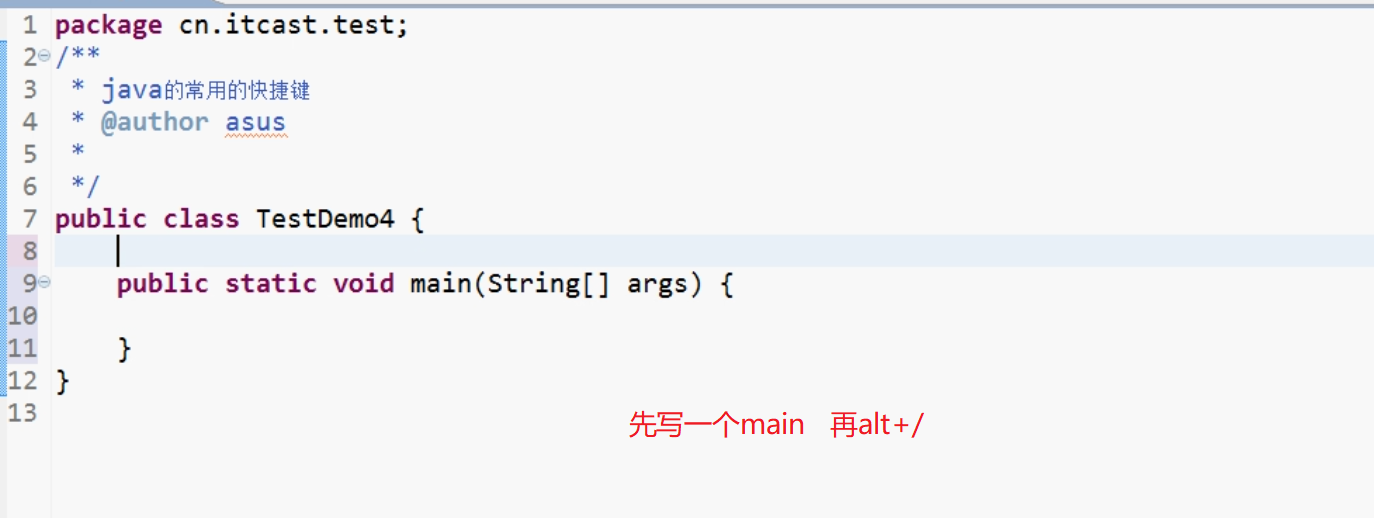 1 package cn.itcast.test;
2 /**
3 * java的常用的快捷键
4 * @author asus
5 *
6 */
7 public class TestDemo4 {
8
9 public static void main(String[] args) {
10
11 }
12 }
13
先写一个main 再alt+/